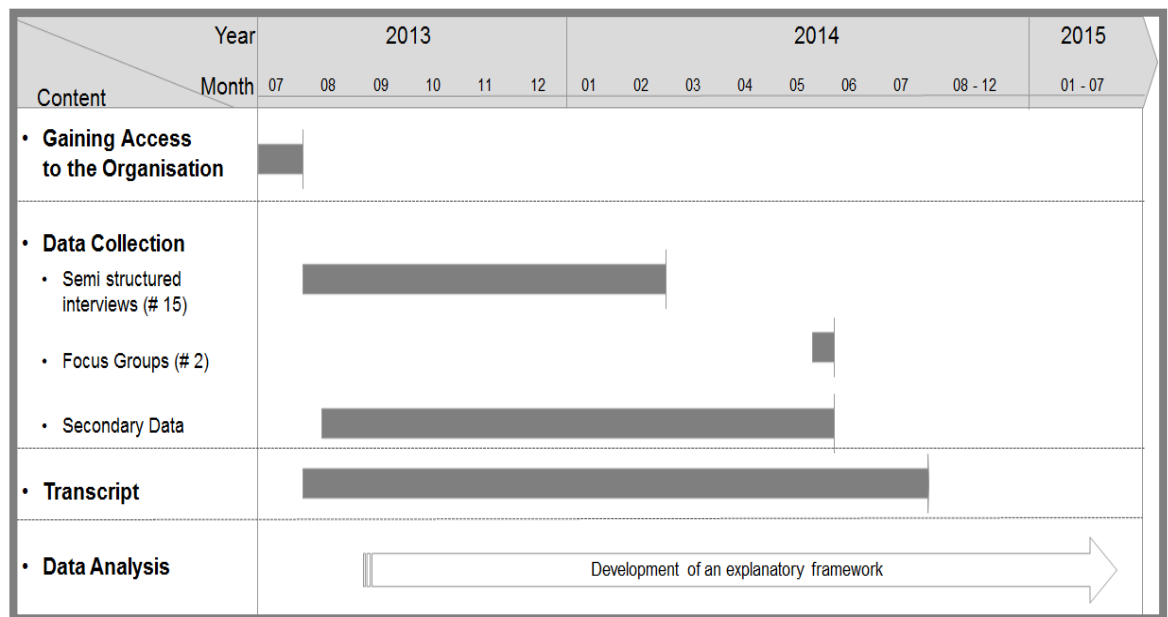 Year 2013 2014 2015
Month 07 08 09 10 11 12 01 02 03 04 05 06 07 08 - 12 01 - 07
Content
• Gaining Access
to the Organisation
• Data Collection
• Semi structured
interviews (# 15)
• Focus Groups (# 2)
• Secondary Data
• Transcript
• Data Analysis Development of an explanatory framework